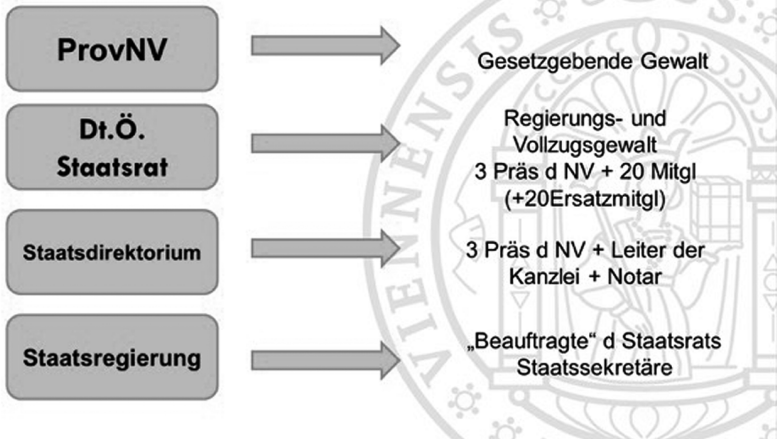 ProvNV
Gesetzgebende Gewalt
Dt.Ö.
Staatsrat
Regierungs- und
Vollzugsgewalt
3 Präs d NV + 20 Mitgl
(+20Ersatzmitgl)
Staatsdirektorium
3 Präs d NV + Leiter der
Kanzlei + Notar
Staatsregierung
„Beauftragte“ d Staatsrats
Staatssekretäre
VIENNENSIS